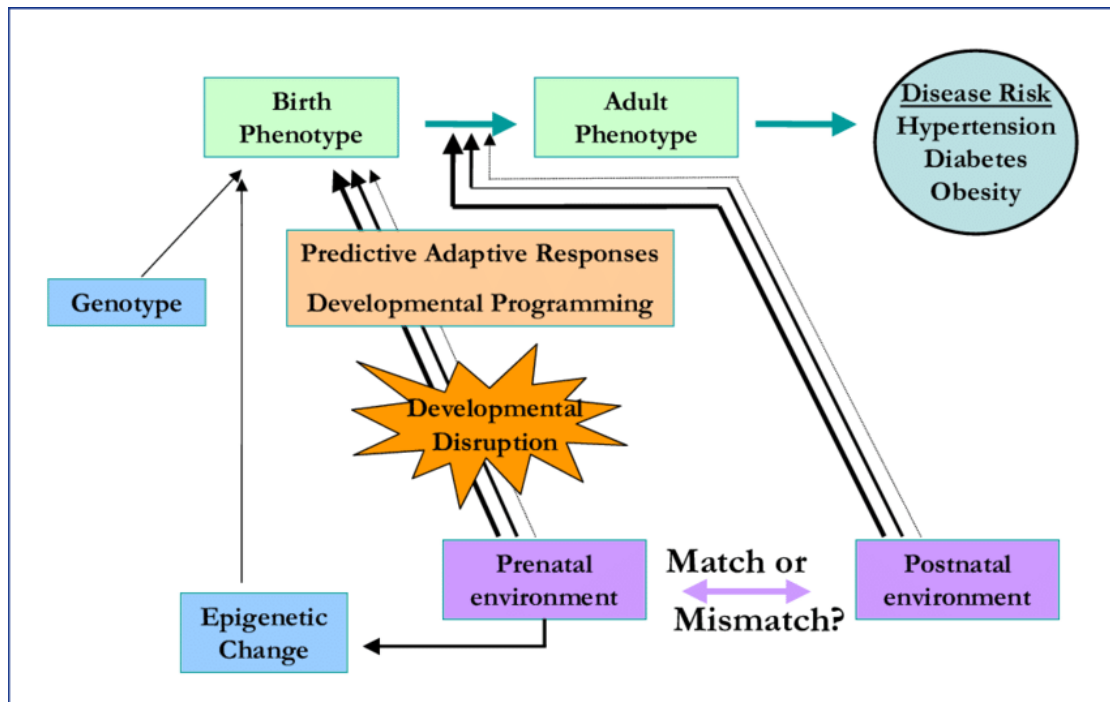 Birth
Phenotype
Adult
Phenotype
Disease Risk
Hypertension
Diabetes
Obesity
Predictive Adaptive Responses
Developmental Programming
Genotype
Developmental
Disruption
Prenatal
environment
Match or
Mismatch?
Postnatal
environment
Epigenetic
Change